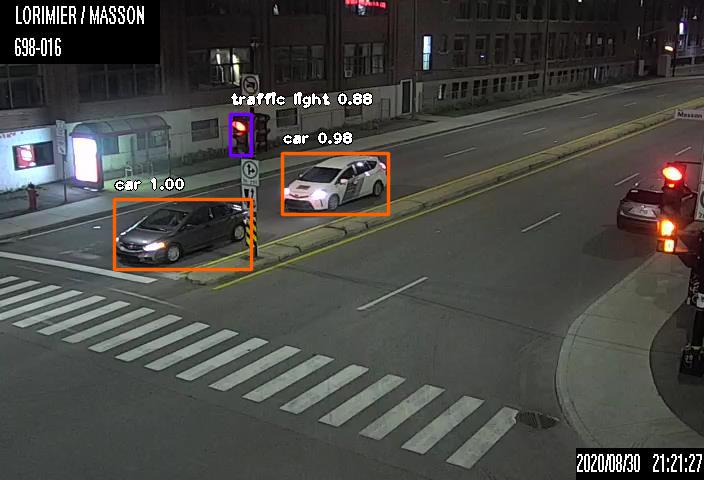 LORIMIER / MASSON
698-016
traffic light 0.88
car 0.98
car 1.00
Masson
2020/08/30 21:21:27